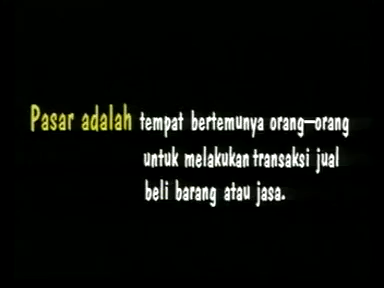 Pasar adalah tempat bertemunya orang-orang
untuk melakukan transaksi jual
beli barang atau jasa.